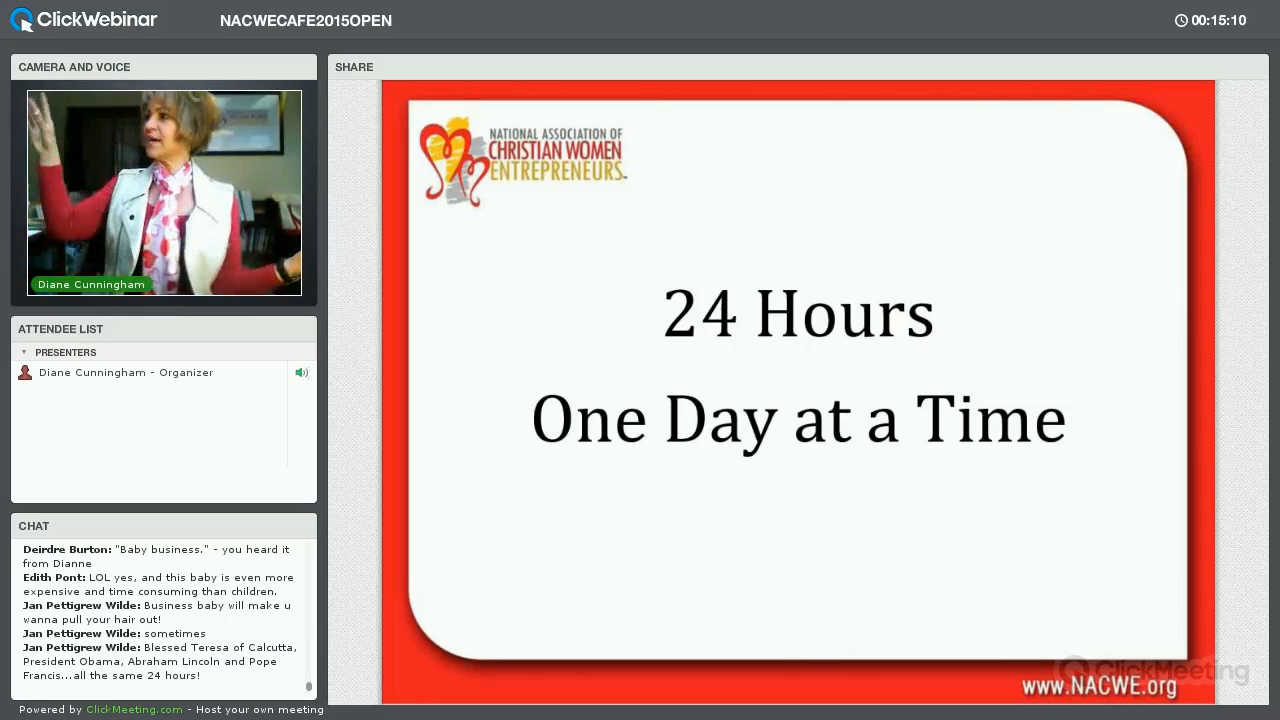 ClickWebinar
NACWECAFE2015OPEN
00:15:10
CAMERA AND VOICE
Diane Cunningham
ATTENDEE LIST
PRESENTERS
Diane Cunningham - Organizer
CHAT
Deirdre Burton: "Baby business." - you heard it
from Dianne
Edith
LOL yes, and this baby is even more
expensive and time consuming than children.
Jan Pettigrew Wilde: Business baby will make u
wanna pull your hair out!
Jan Pettigrew Wilde: sometimes
Jan Pettigrew Wilde: Blessed Teresa of Calcutta,
President Lincoln, Abraham, Benjamin and
Franklin all the same 24 hours!
Powered by ClickMeeting.com - Host your own meeting
SHARE
NATIONAL ASSOCIATION OF
CHRISTIAN WOMEN
ENTREPRENEURS
24 Hours
One Day at a Time
ClickMeeting
www.NACWE.org